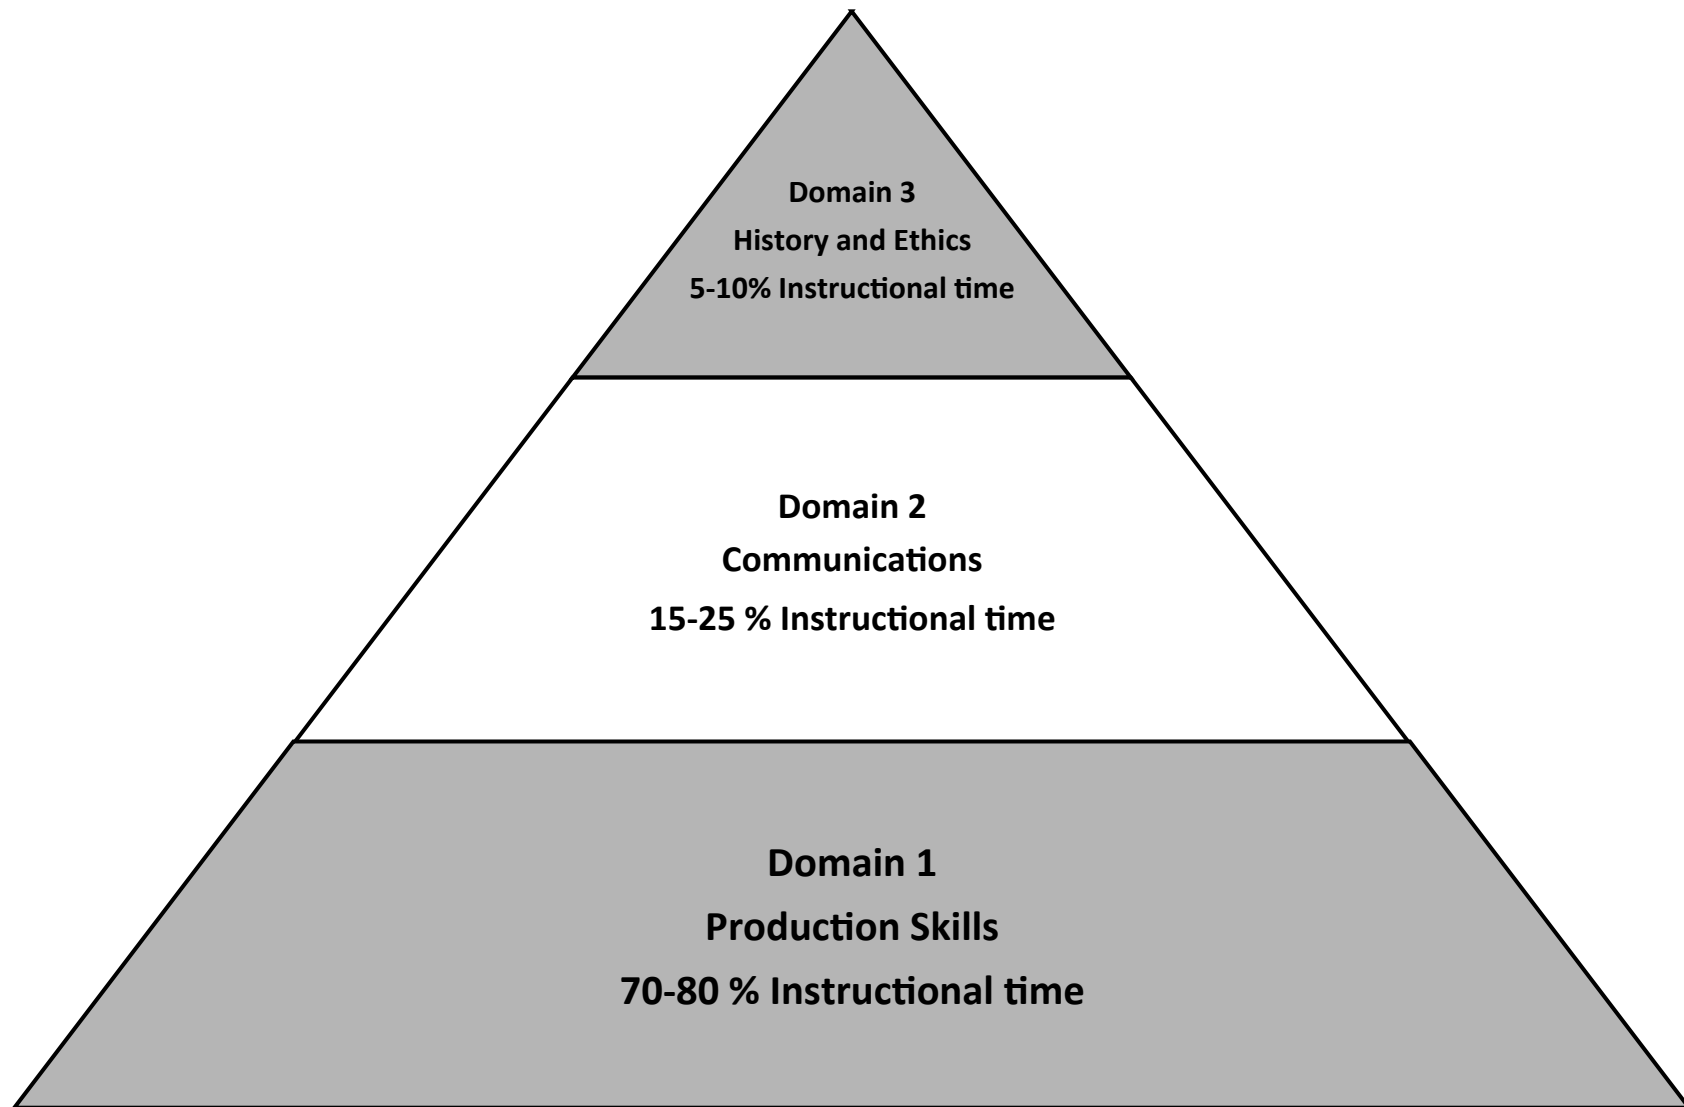 Domain 3
History and Ethics
5-10% Instructional time
Domain 2
Communications
15-25 % Instructional time
Domain 1
Production Skills
70-80 % Instructional time